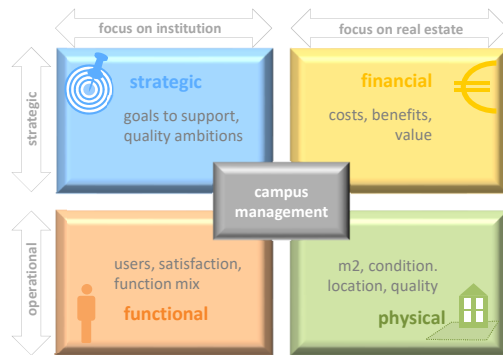 focus on institution
focus on real estate
strategic
strategic
goals to support,
quality ambitions
financial
costs, benefits,
value
campus
management
operational
users, satisfaction,
function mix
functional
m2, condition.
location, quality
physical